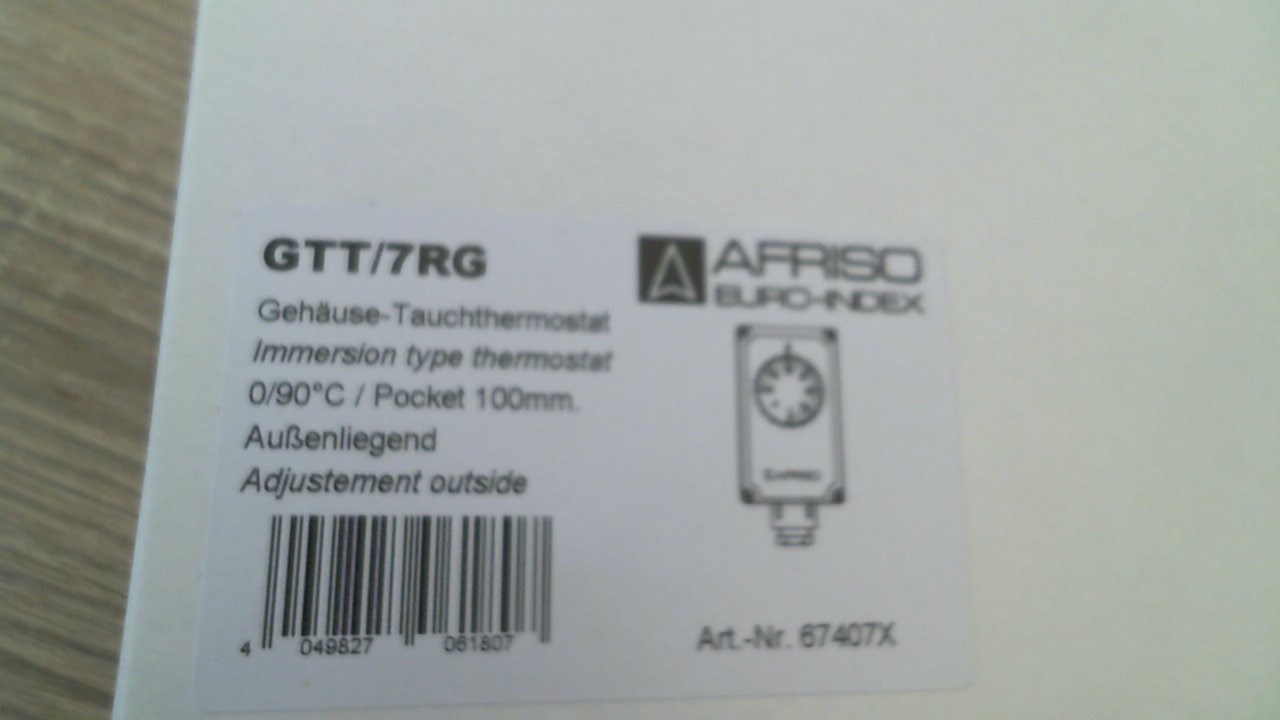 GTT/7RG
Gehäuse-Tauchthermostat
Immersion type thermostat
0/90°C / Pocket 100mm.
Außenliegend
Adjustement outside
4 049827 061807
AFRISO
EURO-INDEX
Art.-Nr. 67407X